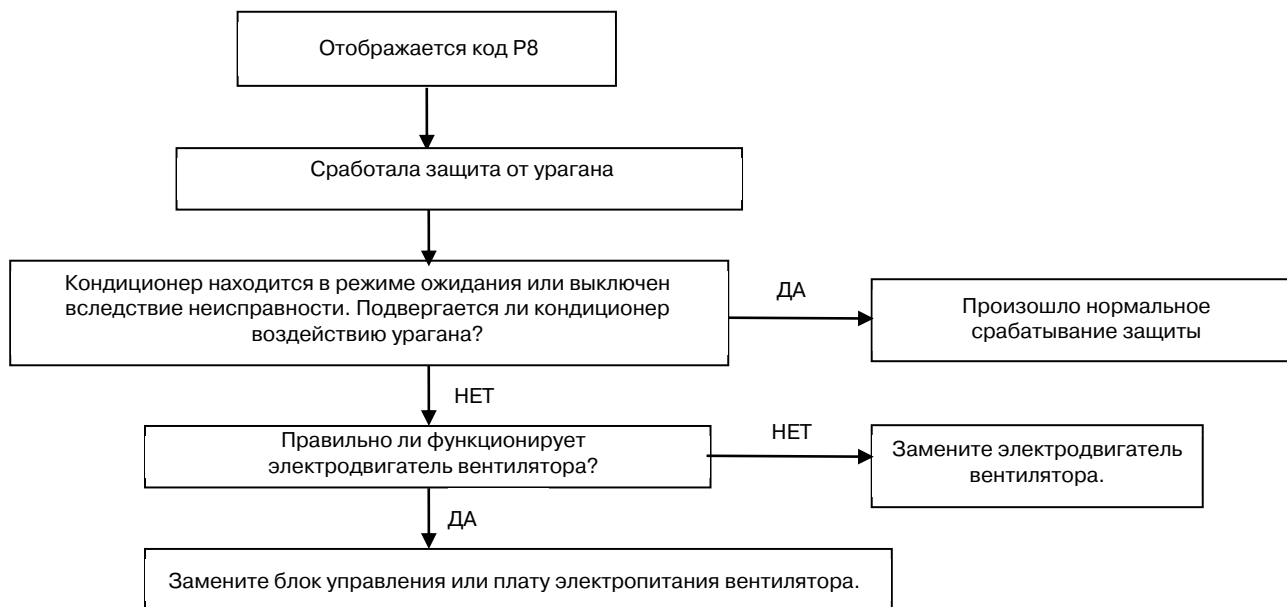 Отображается код P8
Сработала защита от урагана
Кондиционер находится в режиме ожидания или выключен
вследствие неисправности. Подвергается ли кондиционер
воздействию урагана?
ДА
Произошло нормальное
срабатывание защиты
НЕТ
Правильно ли функционирует
электродвигатель вентилятора?
НЕТ
Замените электродвигатель
вентилятора.
ДА
Замените блок управления или плату электропитания вентилятора.